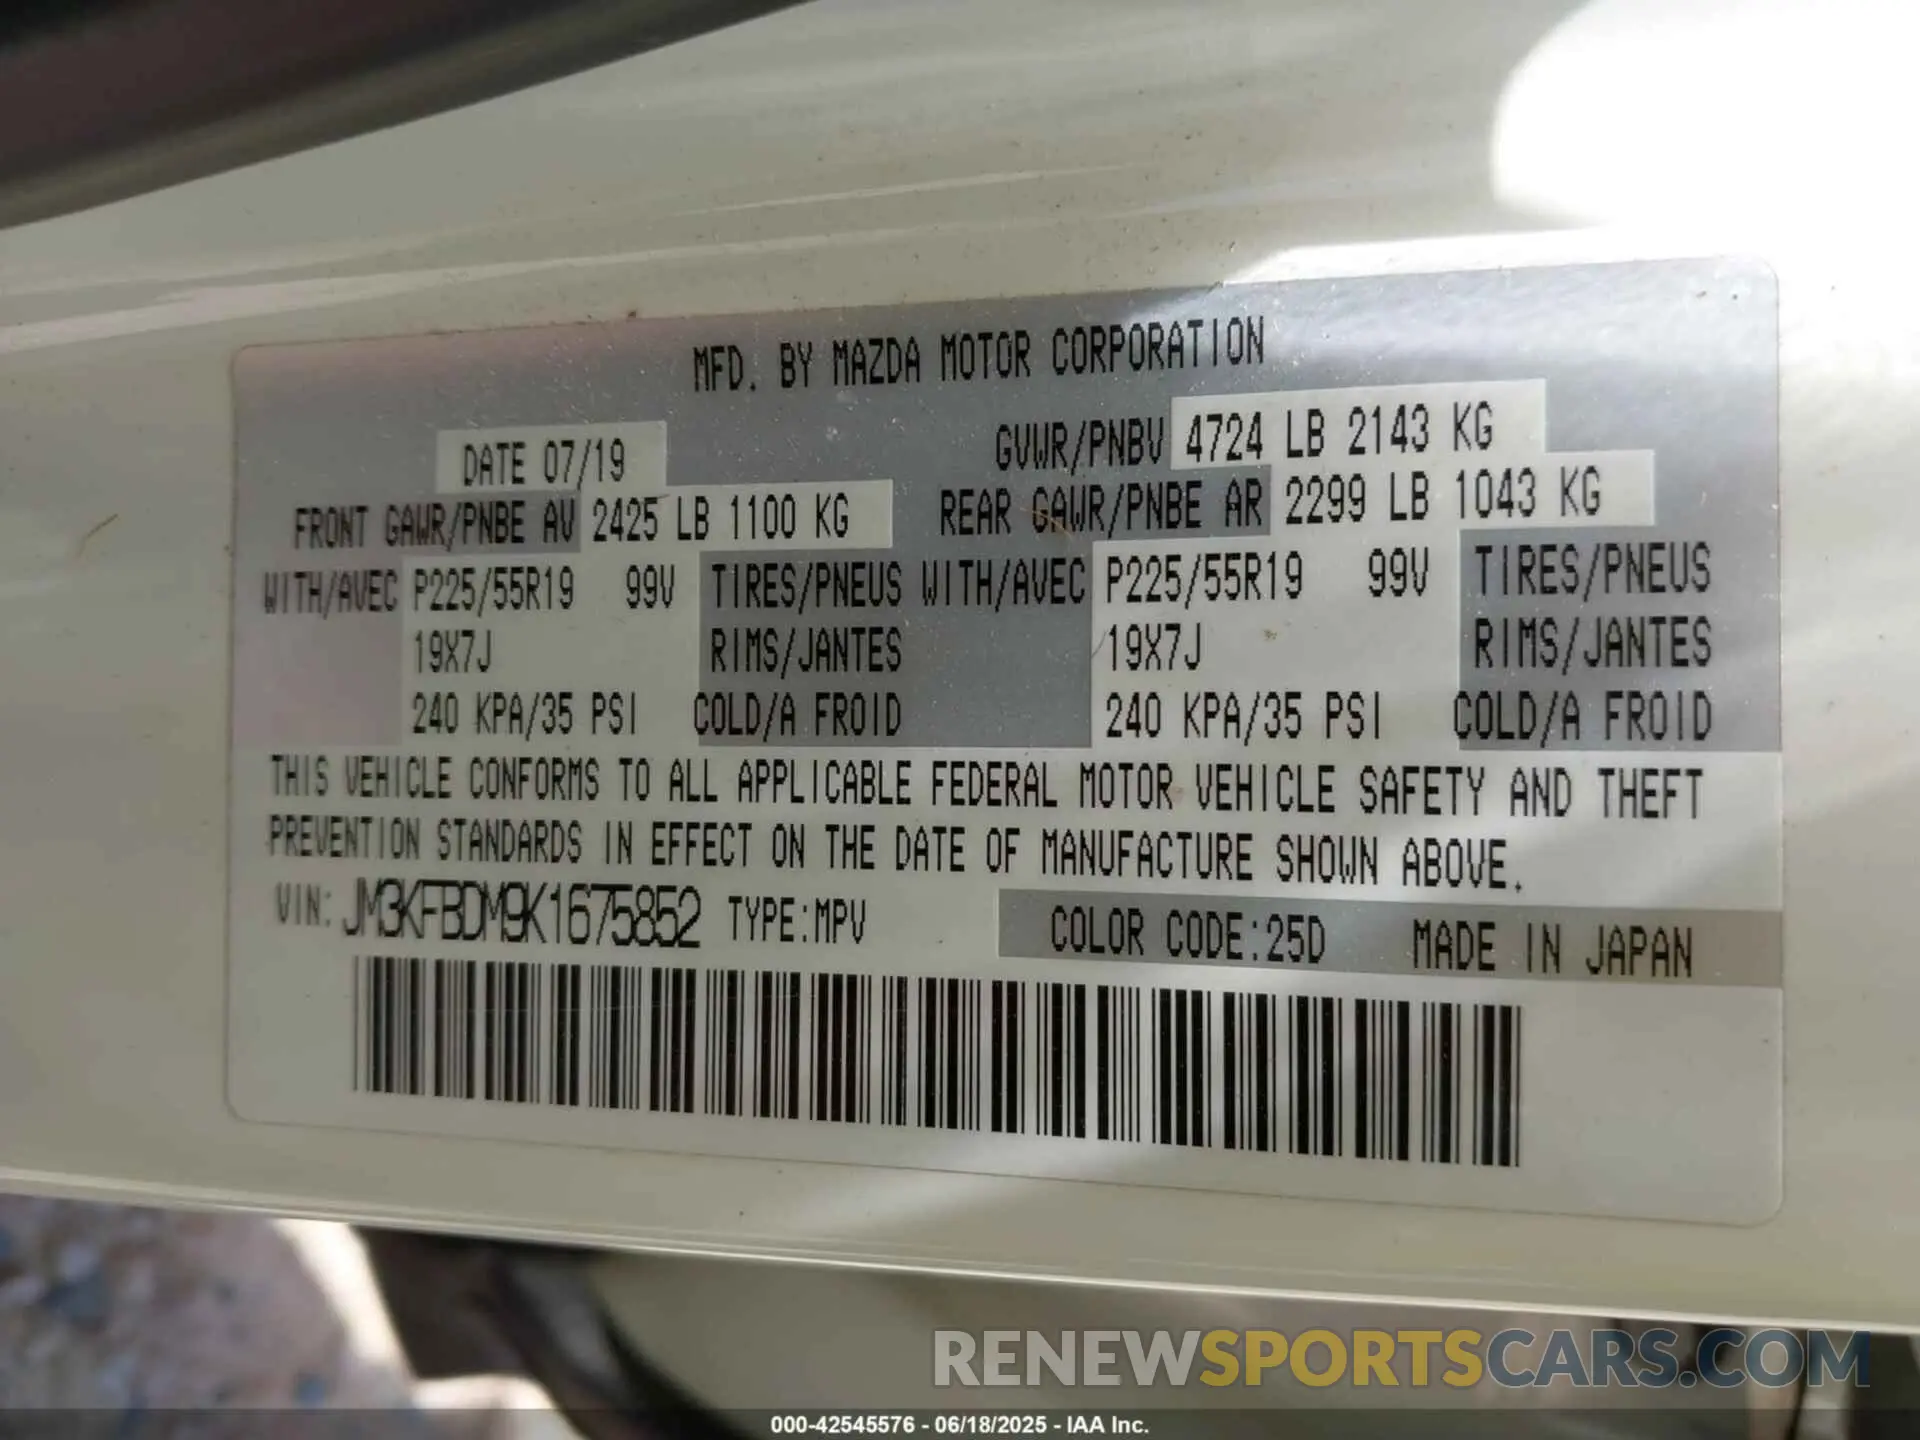 MFD. BY MAZDA MOTOR CORPORATION
DATE 07/19 GVWR/PNBV 4724 LB 2143 KG
FRONT GAWR/PNBE AV 2425 LB 1100 KG REAR GAWR/PNBE AR 2299 LB 1043 KG
WITH/AVEC P225/55R19 99V TIRES/PNEUS WITH/AVEC P225/55R19 99V TIRES/PNEUS
19X7J RIMS/JANTES 19X7J RIMS/JANTES
240 KPA/35 PSI COLD/A FROID 240 KPA/35 PSI COLD/A FROID
THIS VEHICLE CONFORMS TO ALL APPLICABLE FEDERAL MOTOR VEHICLE SAFETY AND THEFT
PREVENTION STANDARDS IN EFFECT ON THE DATE OF MANUFACTURE SHOWN ABOVE.
VIN: JM3KFBDM9K1675852 TYPE:MPV COLOR CODE:25D MADE IN JAPAN
RENEWSPORTSCARS.COM
000-42545576 - 06/18/2025 - IAA Inc.